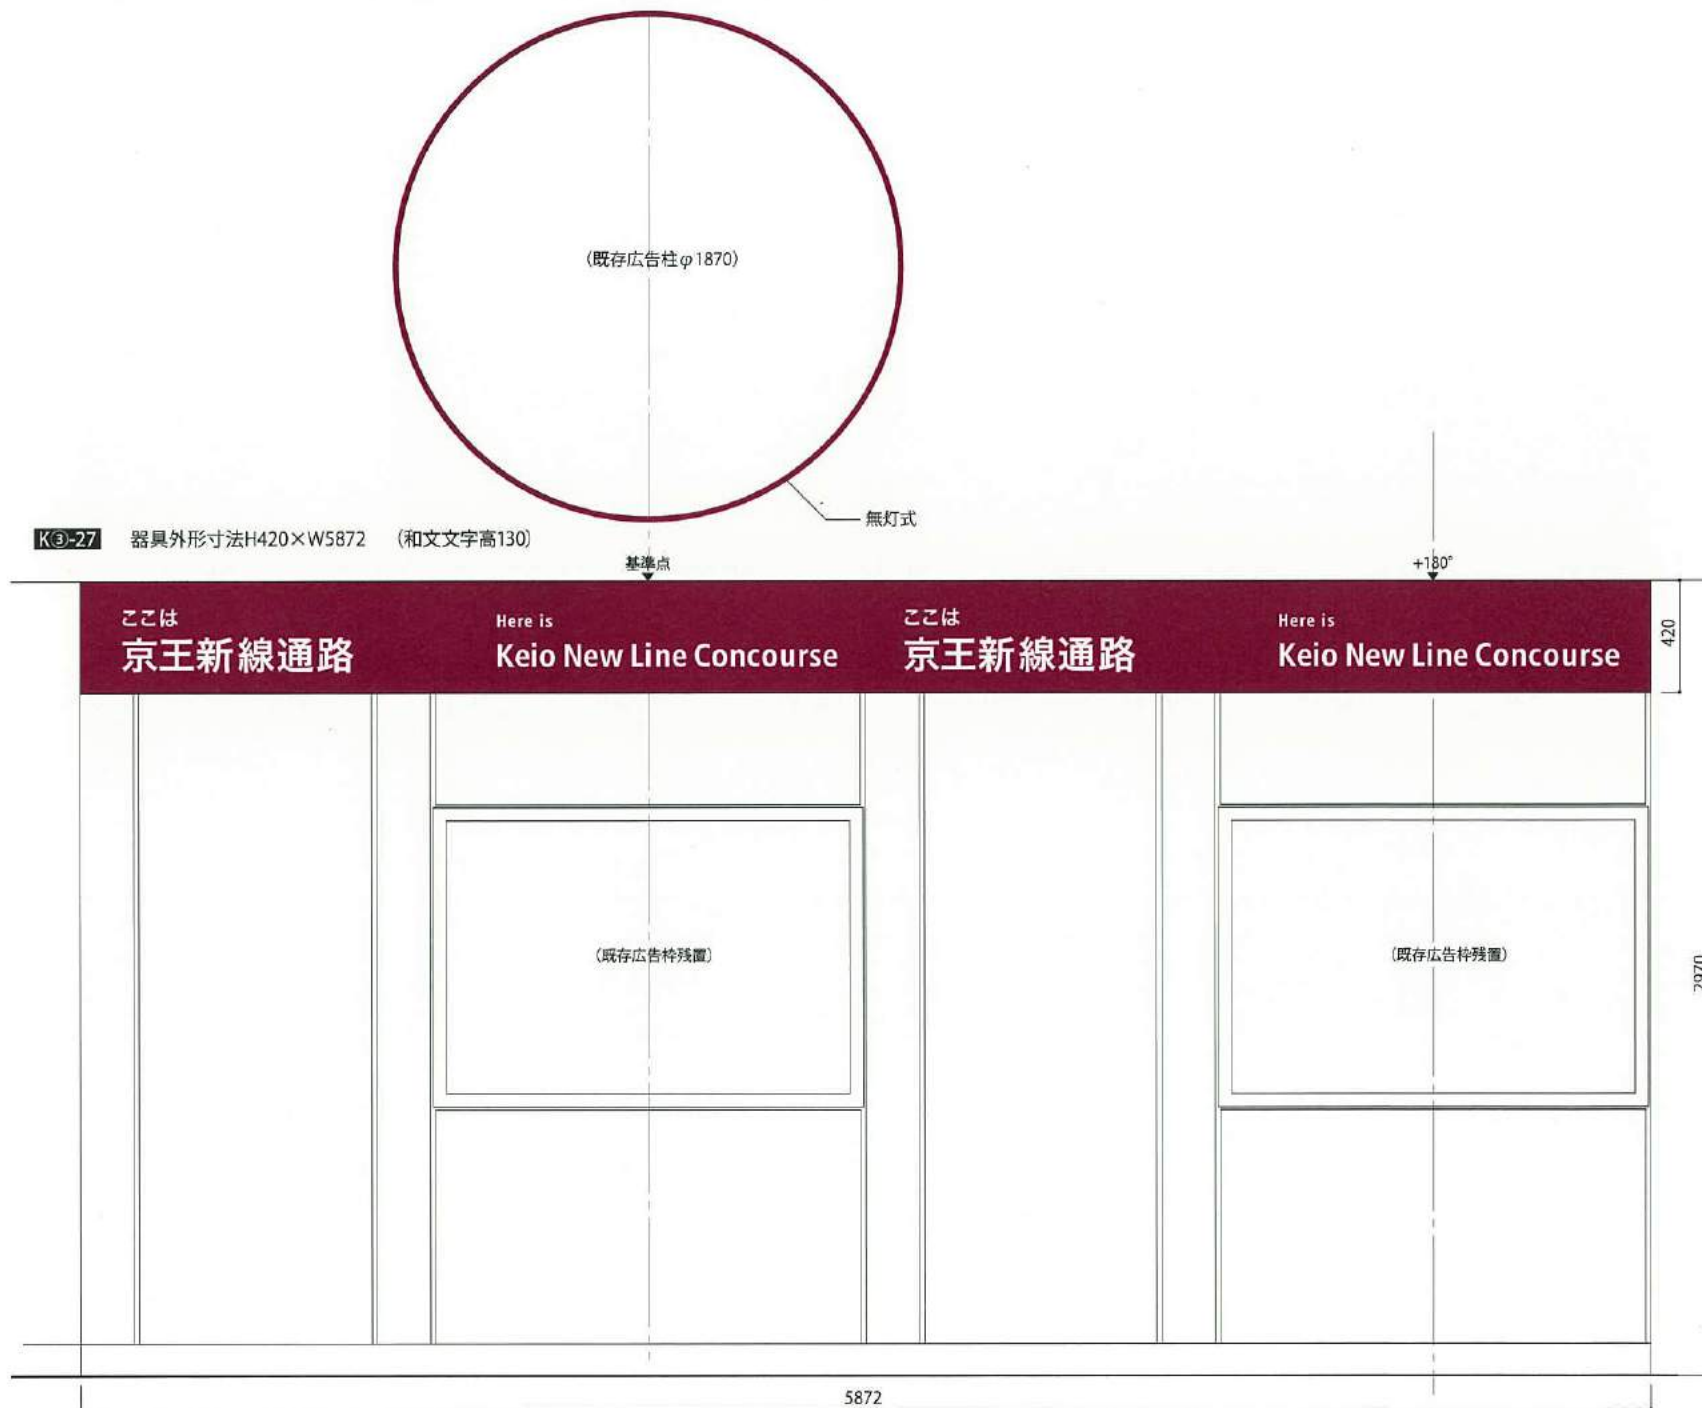 (既存広告柱φ1870)
無灯式
K③-27 器具外形寸法H420×W5872 (和文文字高130)
基準点
+180°
ここは
京王新線通路
Here is
Keio New Line Concourse
ここは
京王新線通路
Here is
Keio New Line Concourse
420
(既存広告枠残置)
(既存広告枠残置)
2970
5872